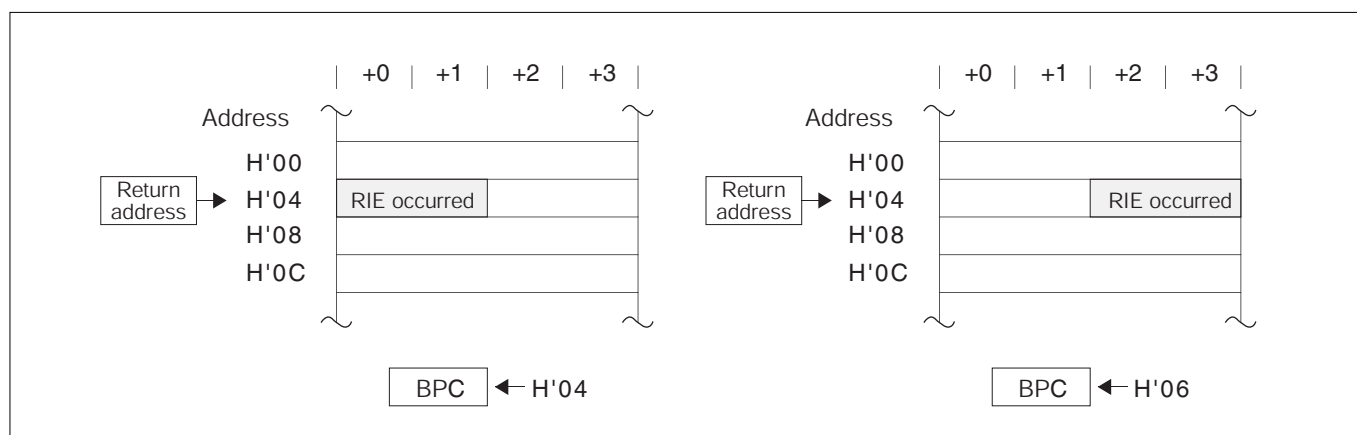 +0 | +1 | +2 | +3
Address
H'00
Return address
H'04 RIE occurred
H'08
H'0C
BPC H'04
+0 | +1 | +2 | +3
Address
H'00
Return address
H'04 RIE occurred
H'08
H'0C
BPC H'06